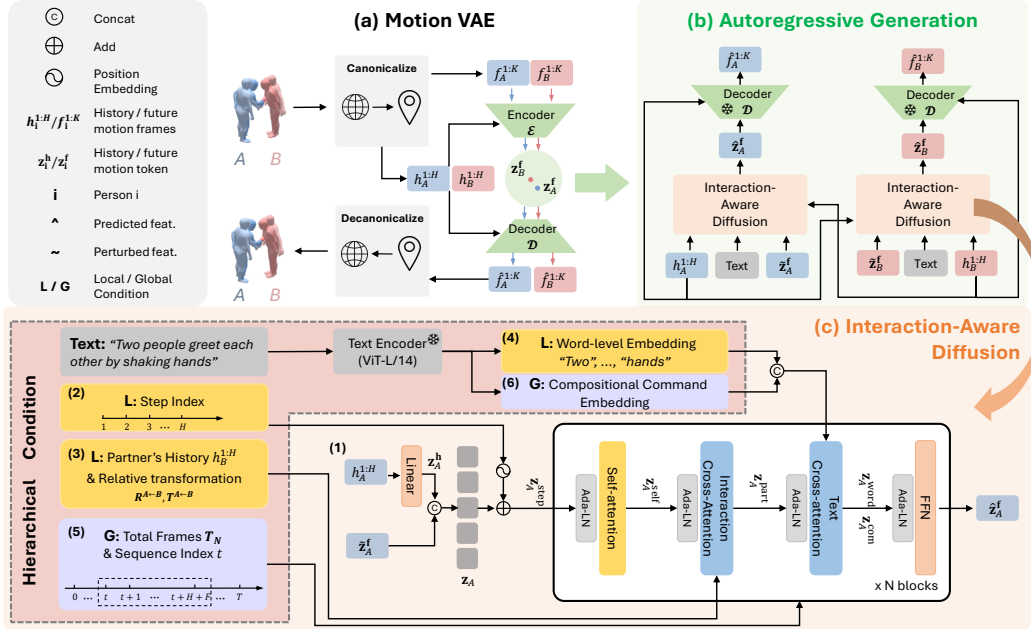 C
Concat
Add
Position
Embedding
h_i^{1:H}/f_i^{1:K}
History / future
motion frames
z_i^h/z_i^f
History / future
motion token
i
Person i
^
Predicted feat.
~
Perturbed feat.
L / G
Local / Global
Condition
(a) Motion VAE
A
B
Canonicalize
f_A^{1:K}
f_B^{1:K}
Encoder
ℰ
h_A^{1:H}
h_B^{1:H}
z_B^f
z_A^f
Decanonicalize
Decoder
𝒟
f̂_A^{1:K}
f̂_B^{1:K}
A
B
(b) Autoregressive Generation
f̂_A^{1:K}
f̂_B^{1:K}
Decoder
𝒟
Decoder
𝒟
ẑ_A^f
ẑ_B^f
Interaction-
Aware
Diffusion
Interaction-
Aware
Diffusion
h_A^{1:H}
Text
z̃_A^f
z̃_B^f
Text
h_B^{1:H}
(c) Interaction-Aware
Diffusion
Hierarchical Condition
Text: “Two people greet each
other by shaking hands”
Text Encoder
(ViT-L/14)
(4)
L: Word-level Embedding
“Two”, ..., “hands”
(6)
G: Compositional Command
Embedding
C
(2)
L: Step Index
1 2 3 ... H
(3)
L: Partner’s History h_B^{1:H}
& Relative transformation
R^{A←B}, T^{A←B}
(5)
G: Total Frames T_N
& Sequence Index t
0 ... t t+1 ... t+H+F ... T
(1)
h_A^{1:H}
Linear
z_A^h
C
z̃_A^f
z_A
z_A^step
Ada-LN
Self-attention
z_A^self
Ada-LN
Interaction
Cross-Attention
z_A^part
Ada-LN
Text
Cross-attention
z_A^word
z_A^com
Ada-LN
FFN
x N blocks
ẑ_A^f